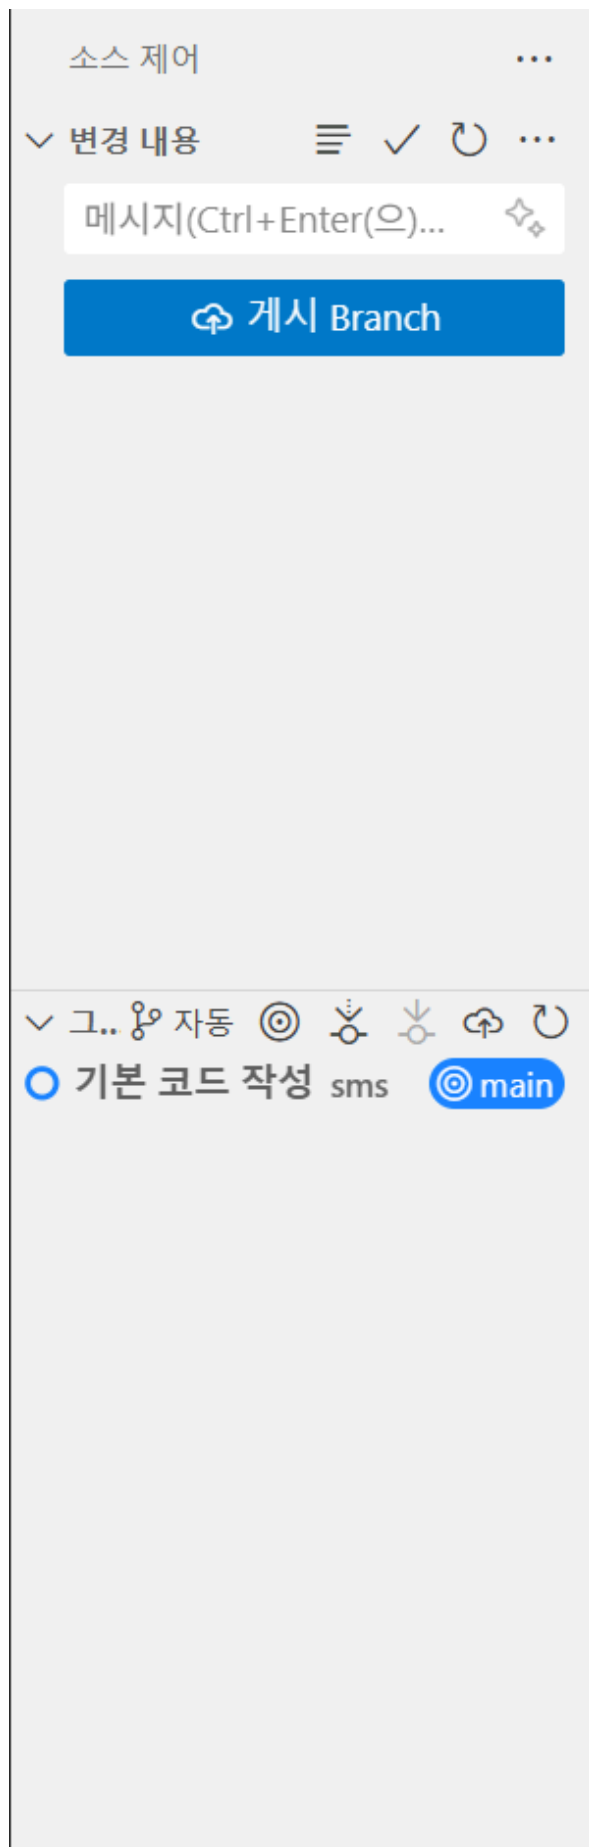 소스 제어
변경 내용
메시지(Ctrl+Enter(으)...
게시 Branch
그... 자동
기본 코드 작성 sms main